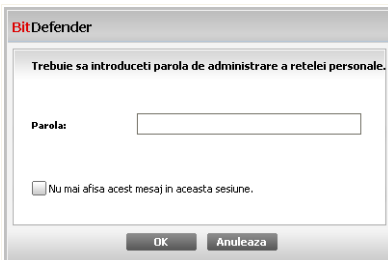 BitDefender
Trebuie sa introduceti parola de administrare a retelei personale.
Parola:
Nu mai afisa acest mesaj in aceasta sesiune.
OK
Anuleaza